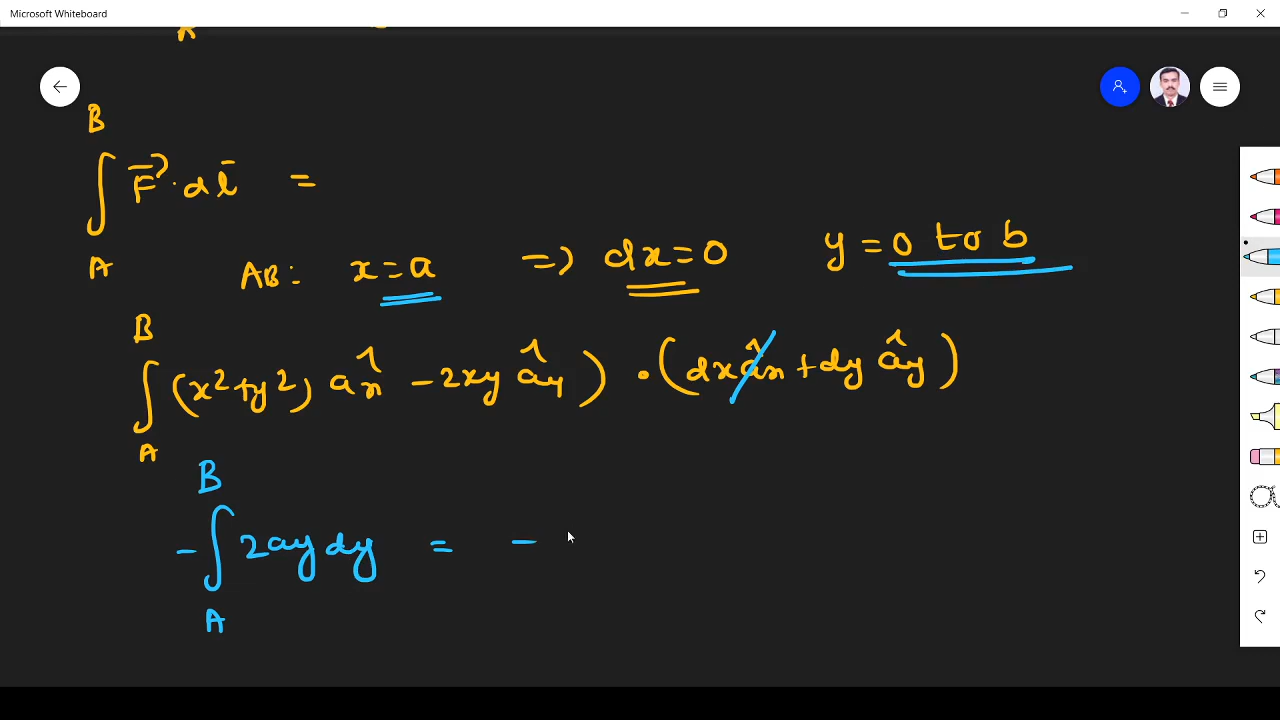 Microsoft Whiteboard
B
∫ F⃗ · dl̄ =
A
AB: x = a => dx = 0 y = 0 to b
B
∫ (x²+y²) âx − 2xy ây ) • (dx âx + dy ây )
A
B
− ∫ 2ay dy = −
A